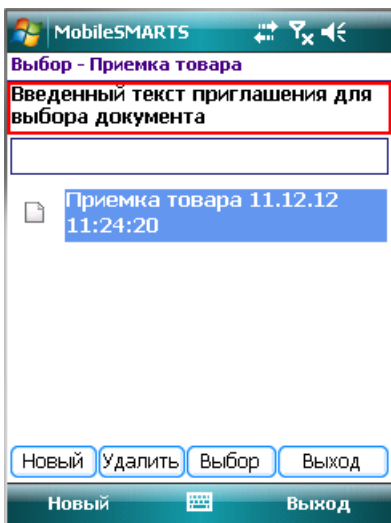 MobileSMARTS
Выбор - Приемка товара
Введенный текст приглашения для
выбора документа
Приемка товара 11.12.12
11:24:20
Новый Удалить Выбор Выход
Новый Выход